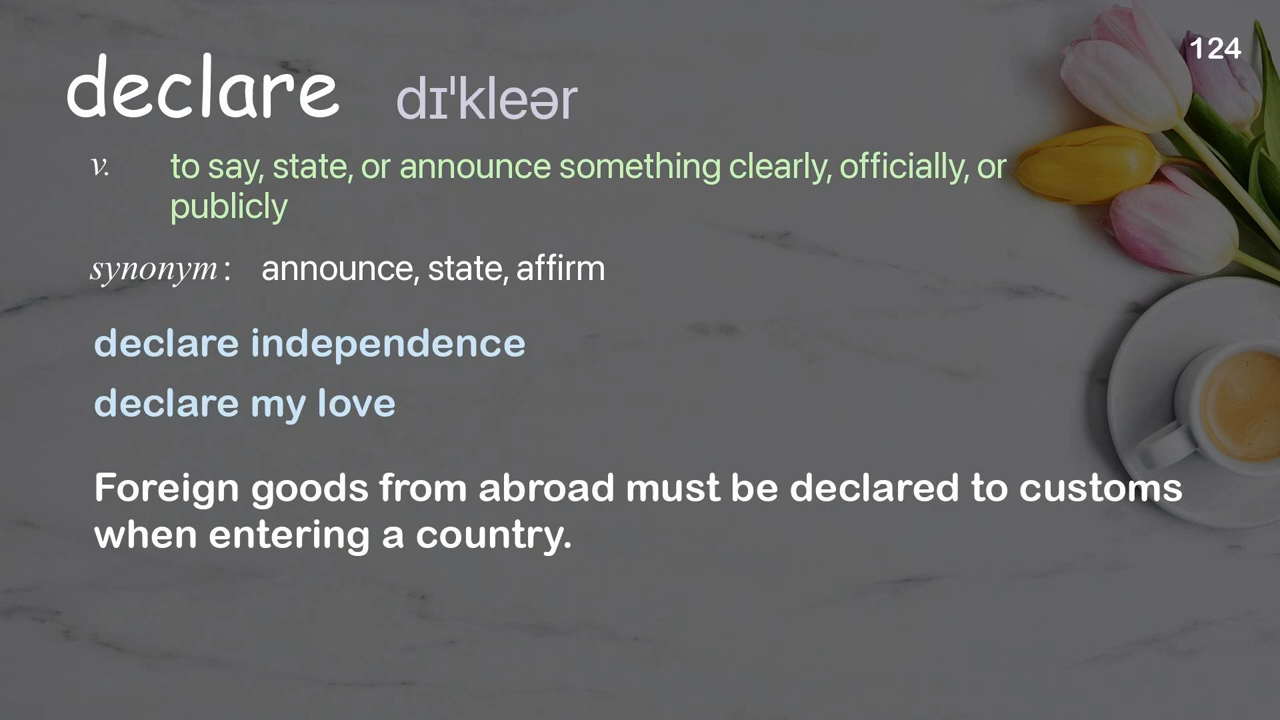 124
declare dɪˈkleər
v. to say, state, or announce something clearly, officially, or
publicly
synonym: announce, state, affirm
declare independence
declare my love
Foreign goods from abroad must be declared to customs
when entering a country.